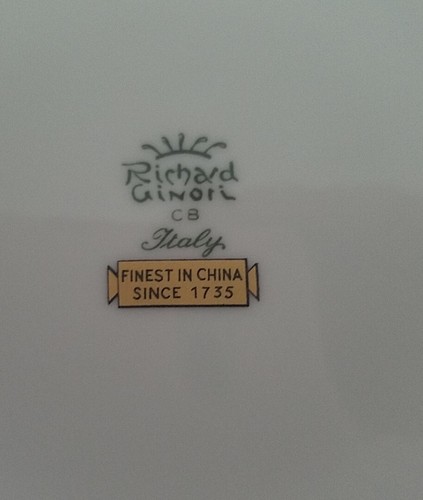 Richard
Ginori
CB
Italy
FINEST IN CHINA
SINCE 1735